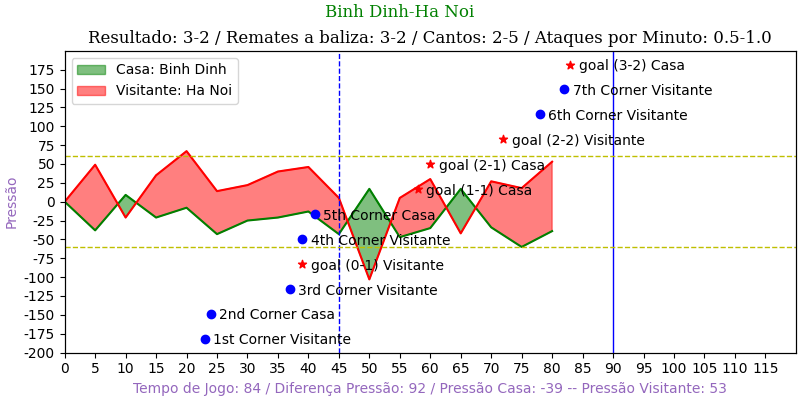 Binh Dinh-Ha Noi
Resultado: 3-2 / Remates a baliza: 3-2 / Cantos: 2-5 / Ataques por Minuto: 0.5-1.0
Casa: Binh Dinh
Visitante: Ha Noi
goal (3-2) Casa
7th Corner Visitante
6th Corner Visitante
goal (2-2) Visitante
goal (2-1) Casa
goal (1-1) Casa
5th Corner Casa
4th Corner Visitante
goal (0-1) Visitante
3rd Corner Visitante
2nd Corner Casa
1st Corner Visitante
Pressão
175
150
125
100
75
50
25
0
-25
-50
-75
-100
-125
-150
-175
-200
0 5 10 15 20 25 30 35 40 45 50 55 60 65 70 75 80 85 90 95 100 105 110 115
Tempo de Jogo: 84 / Diferença Pressão: 92 / Pressão Casa: -39 -- Pressão Visitante: 53